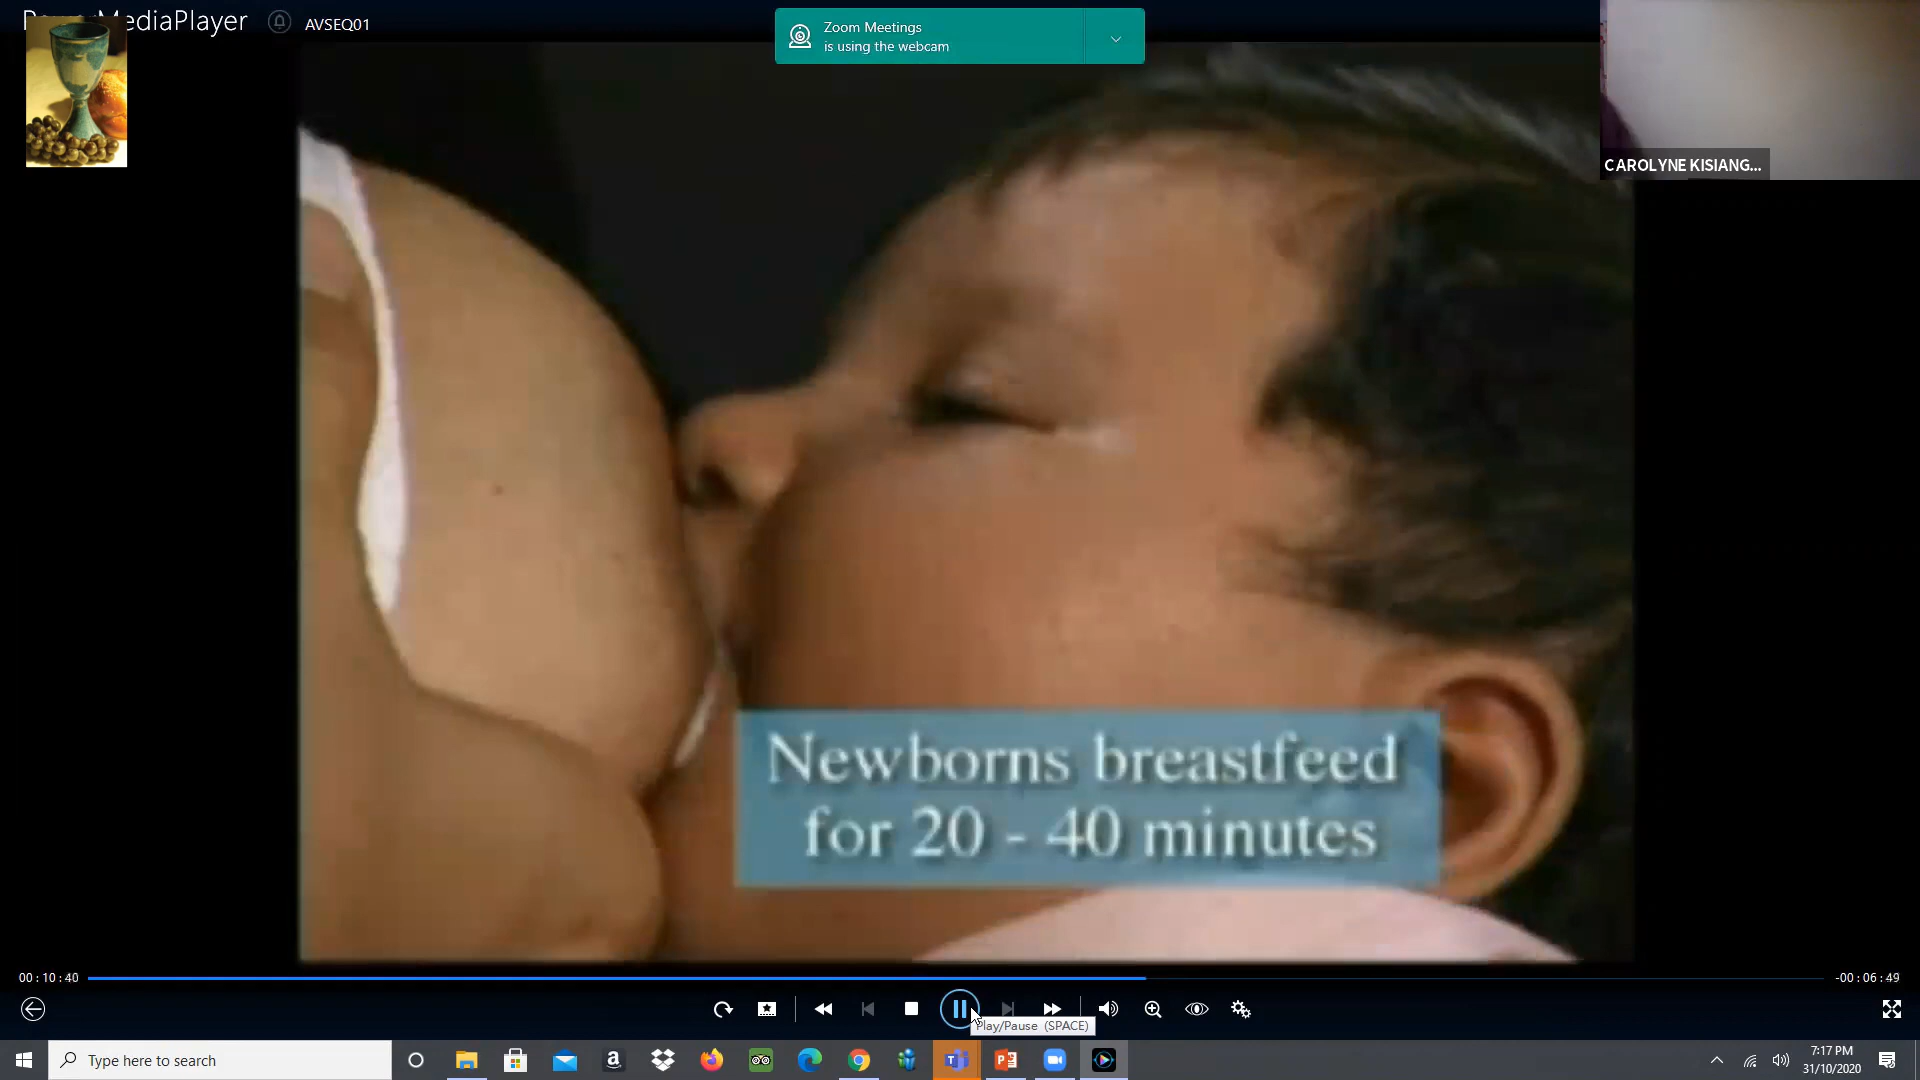 MediaPlayer
AVSEQ01
Zoom Meetings
is using the webcam
CAROLYNE KISIANG...
Newborns breastfeed
for 20 - 40 minutes
00 : 10 : 40
-00 : 06 : 49
Play/Pause (SPACE)
Type here to search
7:17 PM
31/10/2020